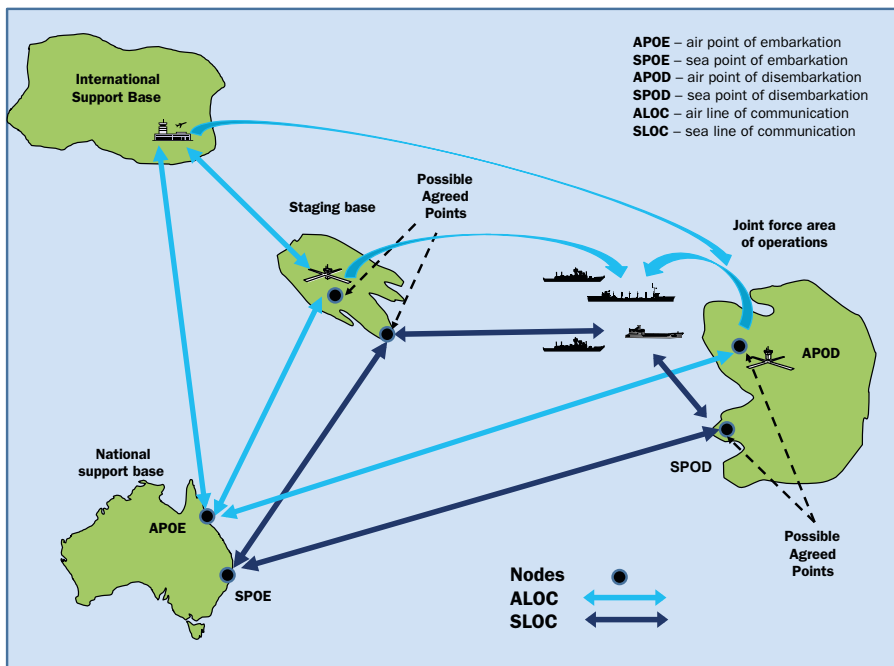 International
Support Base
APOE – air point of embarkation
SPOE – sea point of embarkation
APOD – air point of disembarkation
SPOD – sea point of disembarkation
ALOC – air line of communication
SLOC – sea line of communication
Staging base
Possible
Agreed
Points
Joint force area
of operations
APOD
SPOD
National
support base
APOE
SPOE
Possible
Agreed
Points
Nodes
ALOC
SLOC